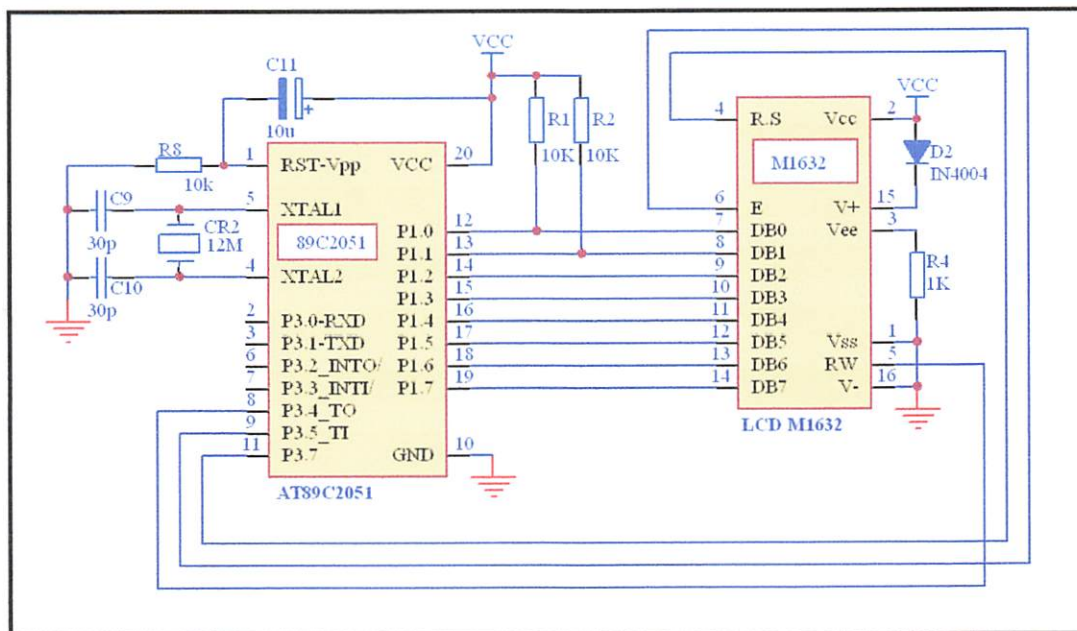 VCC
C11
+
10u
R1
10K
R2
10K
R8
10k
C9
30p
CR2
12M
C10
30p
1
RST-Vpp
VCC
20
5
XTAL1
89C2051
4
XTAL2
P1.0
12
P1.1
13
P1.2
14
P1.3
15
P1.4
16
P1.5
17
P1.6
18
P1.7
19
2
P3.0-RXD
3
P3.1-TXD
6
P3.2_INTO/
7
P3.3_INTI/
8
P3.4_TO
9
P3.5_TI
11
P3.7
GND
10
AT89C2051
VCC
4
R.S
Vcc
2
M1632
D2
IN4004
6
E
V+
15
7
DB0
Vee
3
8
DB1
9
DB2
10
DB3
R4
1K
11
DB4
12
DB5
Vss
1
13
DB6
RW
5
14
DB7
V-
16
LCD M1632